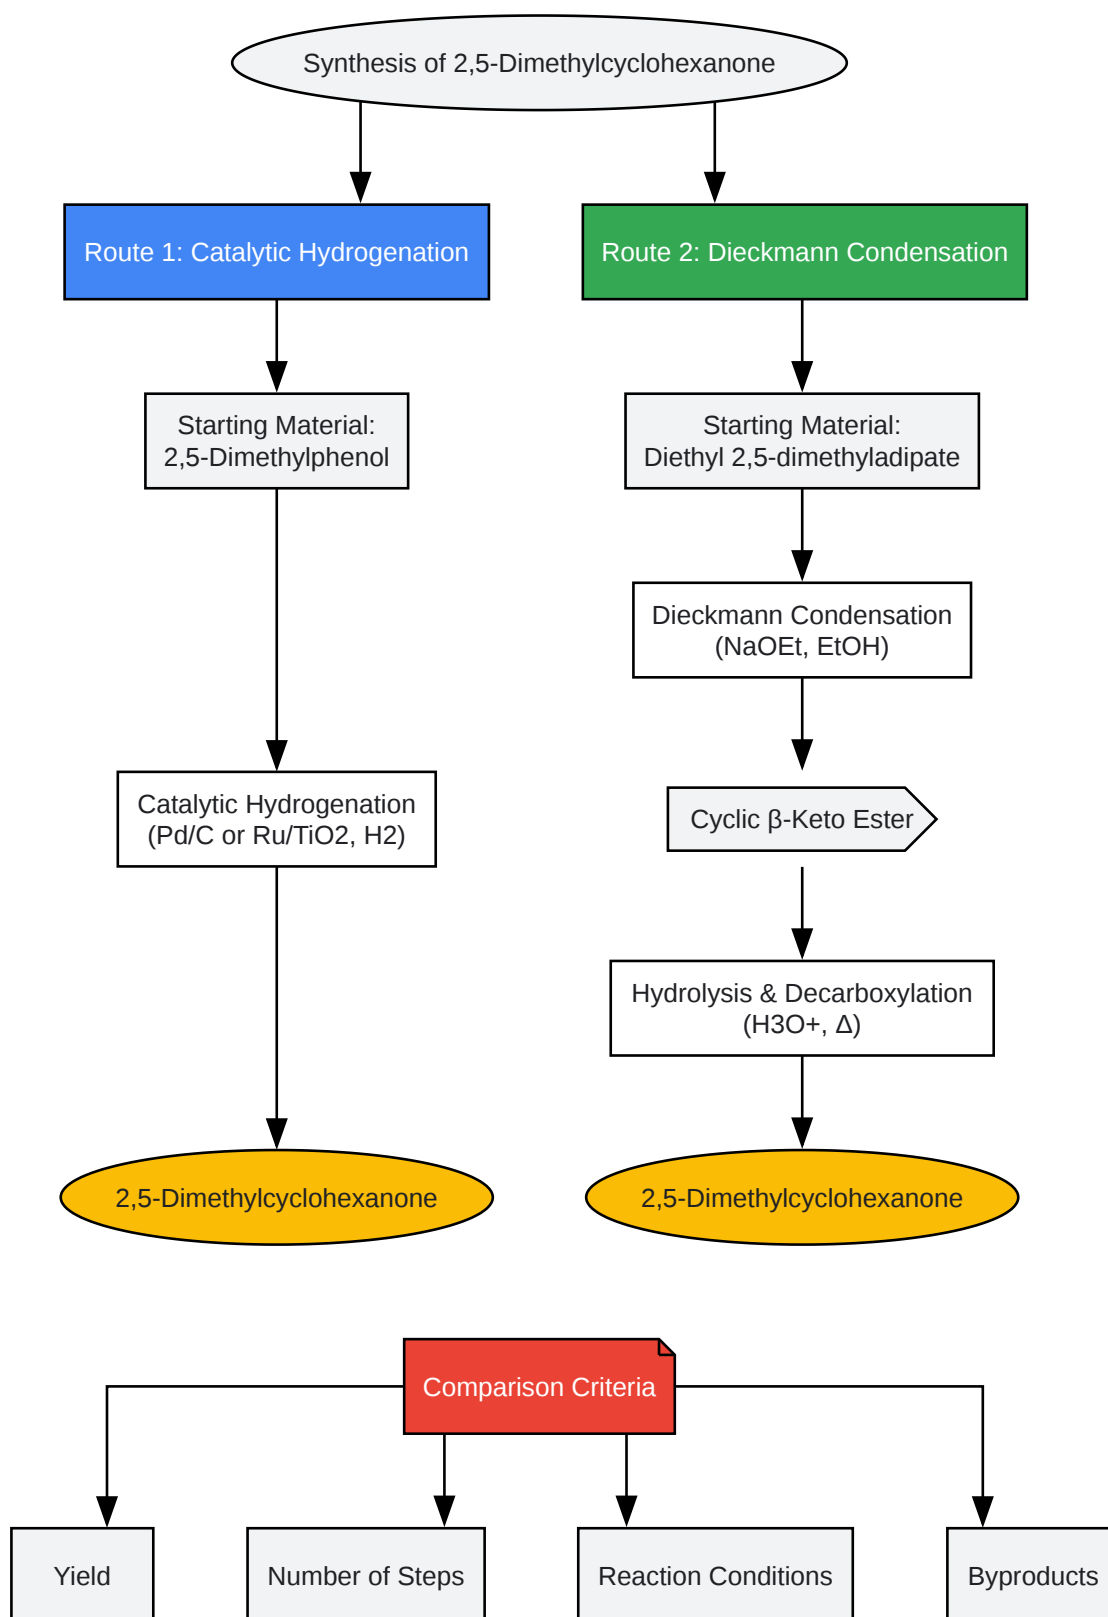 Synthesis of 2,5-Dimethylcyclohexanone
Route 1: Catalytic Hydrogenation
Route 2: Dieckmann Condensation
Starting Material:
2,5-Dimethylphenol
Starting Material:
Diethyl 2,5-dimethyladipate
Dieckmann Condensation
(NaOEt, EtOH)
Catalytic Hydrogenation
(Pd/C or Ru/TiO2, H2)
Cyclic β-Keto Ester
Hydrolysis & Decarboxylation
(H3O+, Δ)
2,5-Dimethylcyclohexanone
2,5-Dimethylcyclohexanone
Comparison Criteria
Yield
Number of Steps
Reaction Conditions
Byproducts